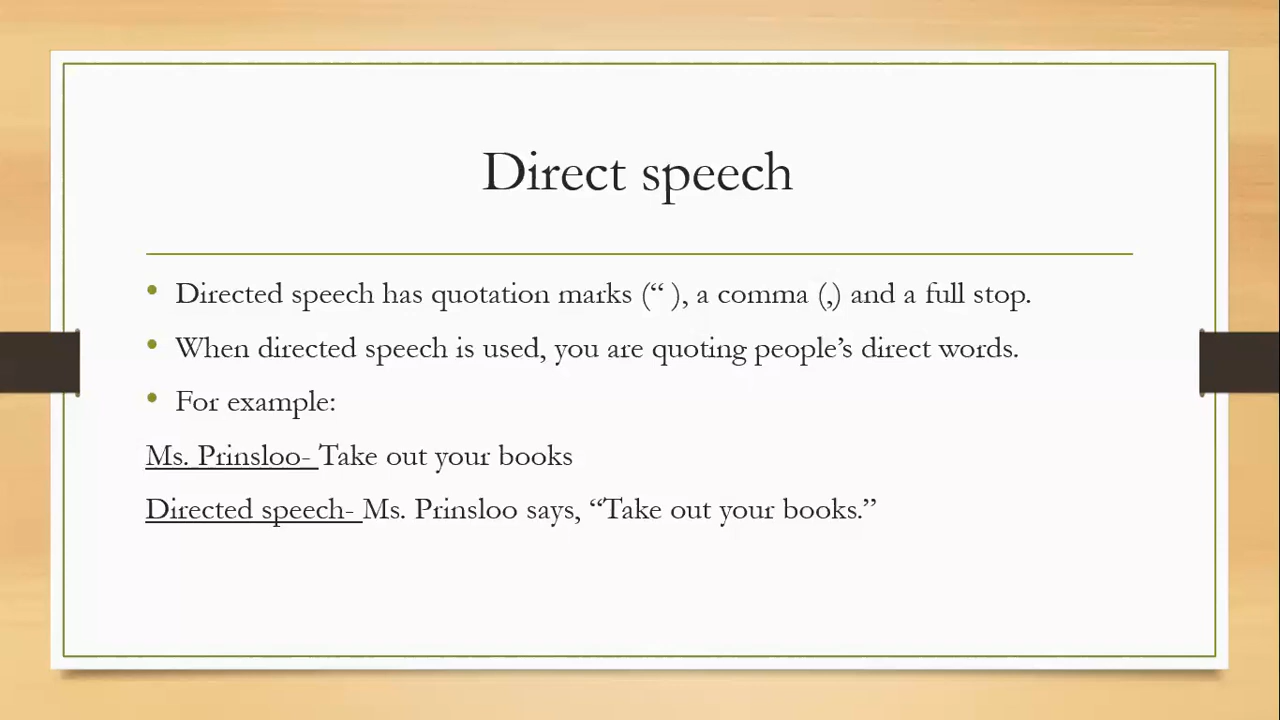 Direct speech
• Directed speech has quotation marks (“ ), a comma (,) and a full stop.
• When directed speech is used, you are quoting people’s direct words.
• For example:
Ms. Prinsloo- Take out your books
Directed speech- Ms. Prinsloo says, “Take out your books.”